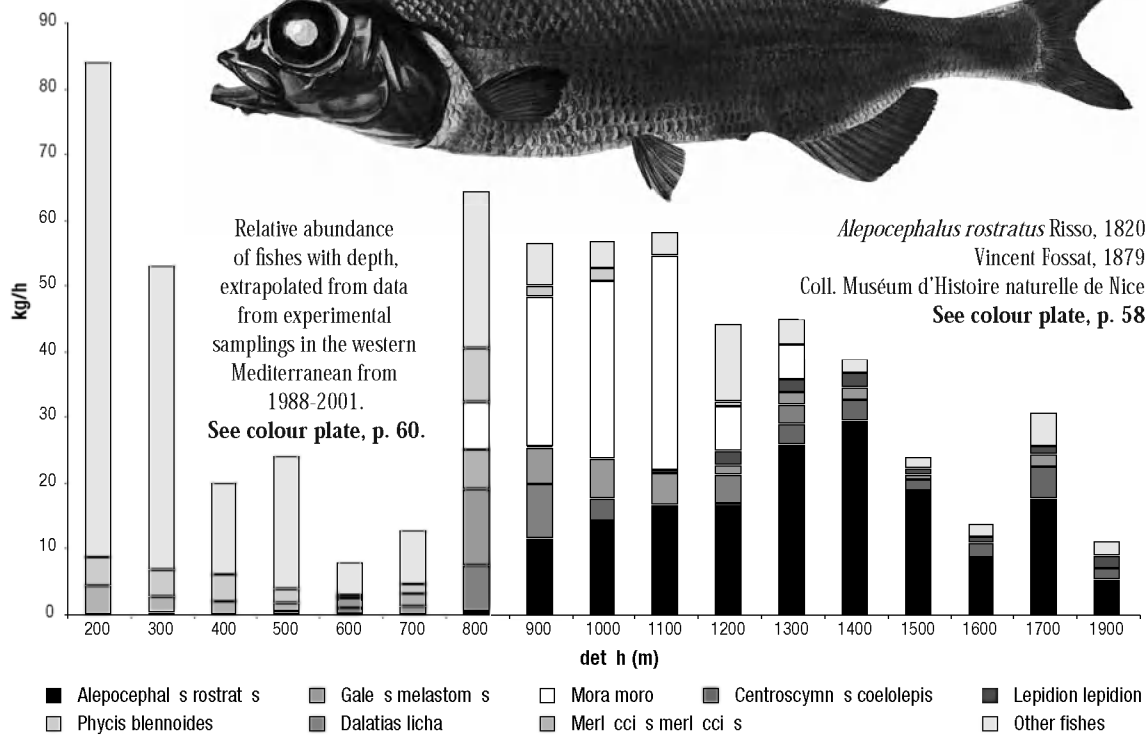 90
80
70
60
50
40
30
20
10
0
kg/h
Relative abundance
of fishes with depth,
extrapolated from data
from experimental
samplings in the western
Mediterranean from
1988-2001.
See colour plate, p. 60.
Alepocephalus rostratus Risso, 1820
Vincent Fossat, 1879
Coll. Muséum d'Histoire naturelle de Nice
See colour plate, p. 58
200 300 400 500 600 700 800 900 1000 1100 1200 1300 1400 1500 1600 1700 1900
det h (m)
Alepocephal s rostrat s Gale s melastom s Mora moro Centroscymn s coelolepis Lepidion lepidion
Phycis blennoides Dalatias licha Merl cci s merl cci s Other fishes